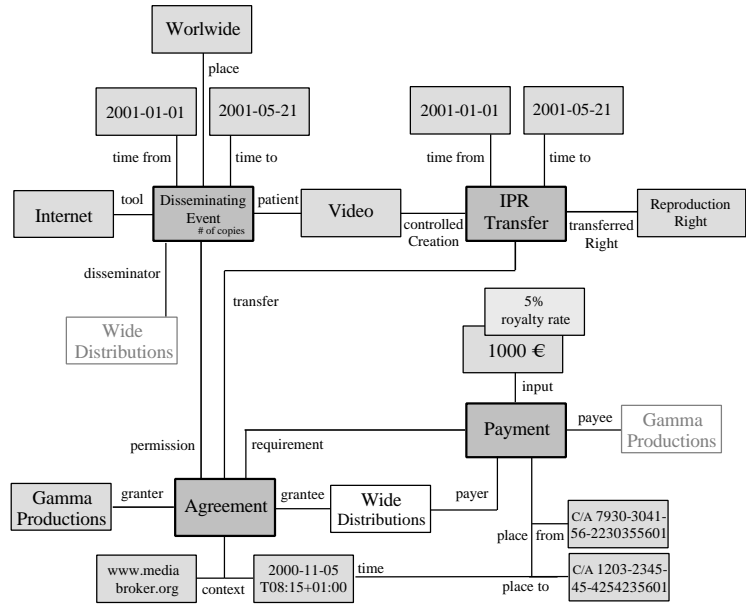 Worlwide
place
2001-01-01
2001-05-21
2001-01-01
2001-05-21
time from
time to
time from
time to
Internet
tool
Disseminating
Event
# of copies
patient
Video
controlled
Creation
IPR
Transfer
transferred
Right
Reproduction
Right
disseminator
transfer
Wide
Distributions
5%
royalty rate
1000 €
input
permission
requirement
Payment
payee
Gamma
Productions
Gamma
Productions
granter
Agreement
grantee
Wide
Distributions
payer
place
from
C/A 7930-3041-
56-2230355601
www.media
broker.org
context
2000-11-05
T08:15+01:00
time
place to
C/A 1203-2345-
45-4254235601